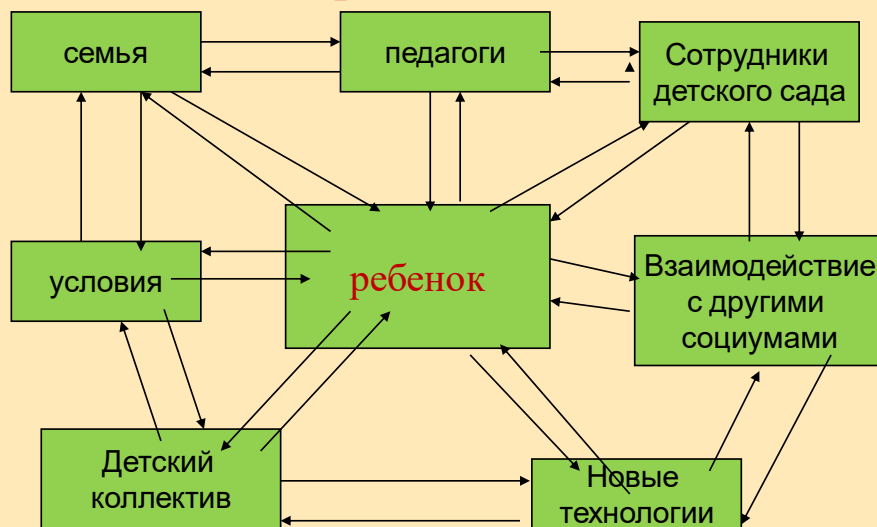 семья
педагоги
Сотрудники
детского сада
условия
ребенок
Взаимодействие
с другими
социумами
Детский
коллектив
Новые
технологии